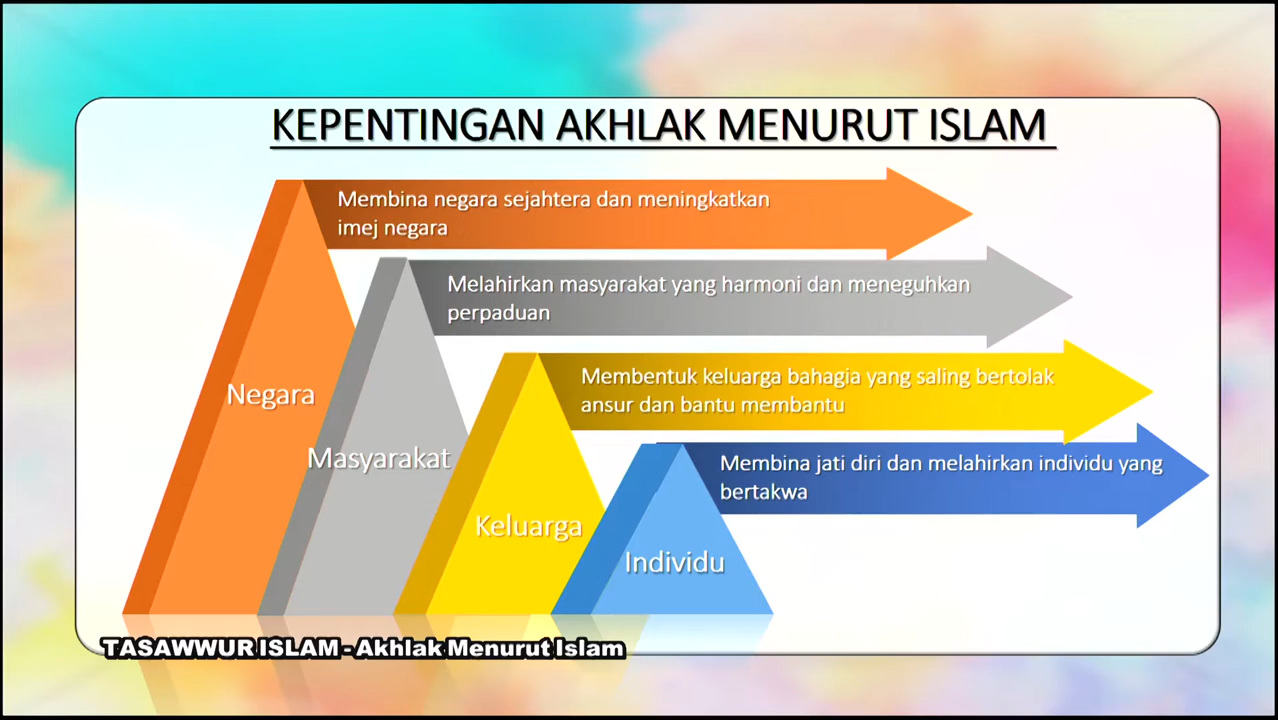 KEPENTINGAN AKHLAK MENURUT ISLAM
Membina negara sejahtera dan meningkatkan
imej negara
Melahirkan masyarakat yang harmoni dan meneguhkan
perpaduan
Membentuk keluarga bahagia yang saling bertolak
ansur dan bantu membantu
Membina jati diri dan melahirkan individu yang
bertakwa
Negara
Masyarakat
Keluarga
Individu
TASAWWUR ISLAM - Akhlak Menurut Islam